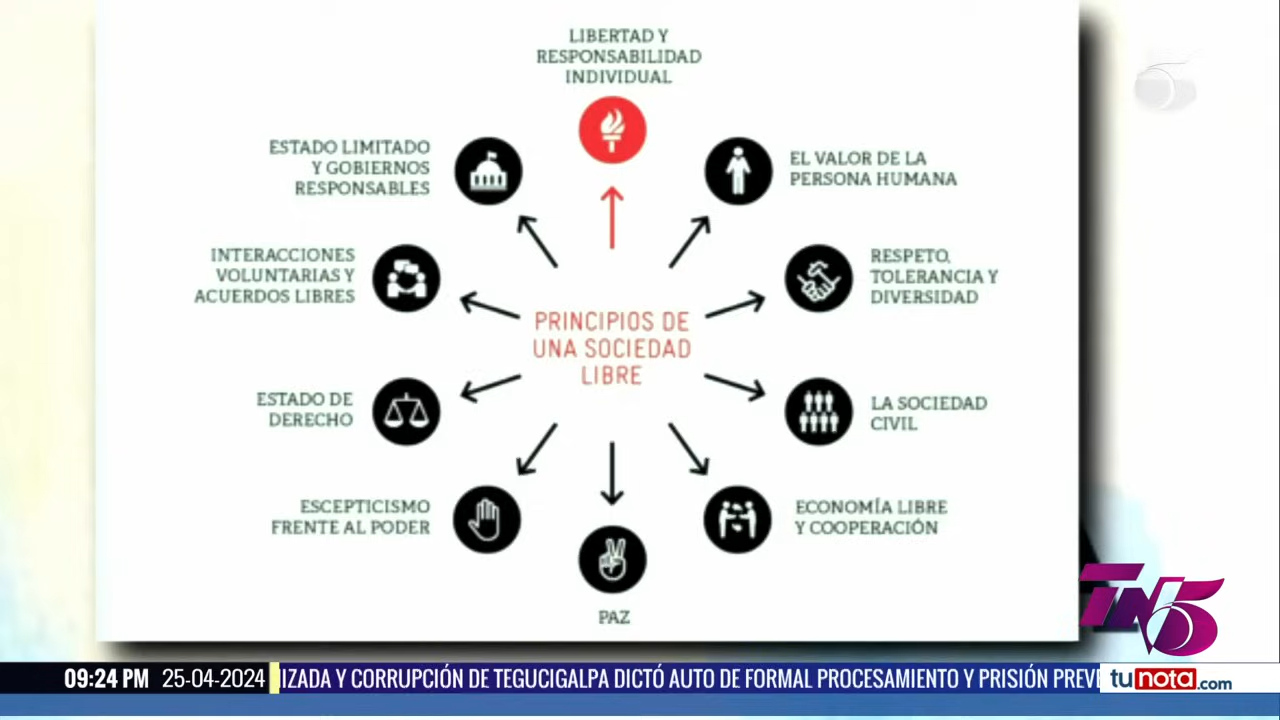 LIBERTAD Y
RESPONSABILIDAD
INDIVIDUAL
EL VALOR DE LA
PERSONA HUMANA
RESPETO,
TOLERANCIA Y
DIVERSIDAD
LA SOCIEDAD
CIVIL
ECONOMÍA LIBRE
Y COOPERACIÓN
PAZ
ESCEPTICISMO
FRENTE AL PODER
ESTADO DE
DERECHO
INTERACCIONES
VOLUNTARIAS Y
ACUERDOS LIBRES
ESTADO LIMITADO
Y GOBIERNOS
RESPONSABLES
PRINCIPIOS DE
UNA SOCIEDAD
LIBRE
5
TN5
09:24 PM 25-04-2024 IZADA Y CORRUPCIÓN DE TEGUCIGALPA DICTÓ AUTO DE FORMAL PROCESAMIENTO Y PRISIÓN PREVE tunota.com